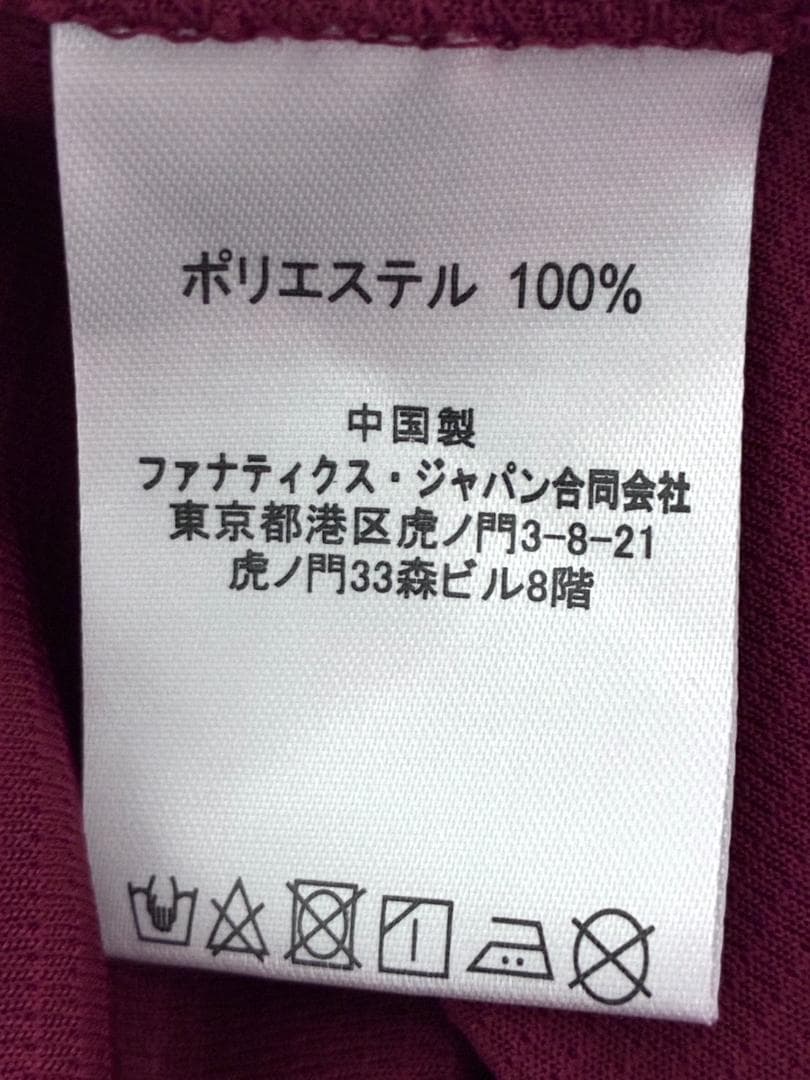 ポリエステル 100%
中国製
ファナティクス・ジャパン合同会社
東京都港区虎ノ門3-8-21
虎ノ門33森ビル8階